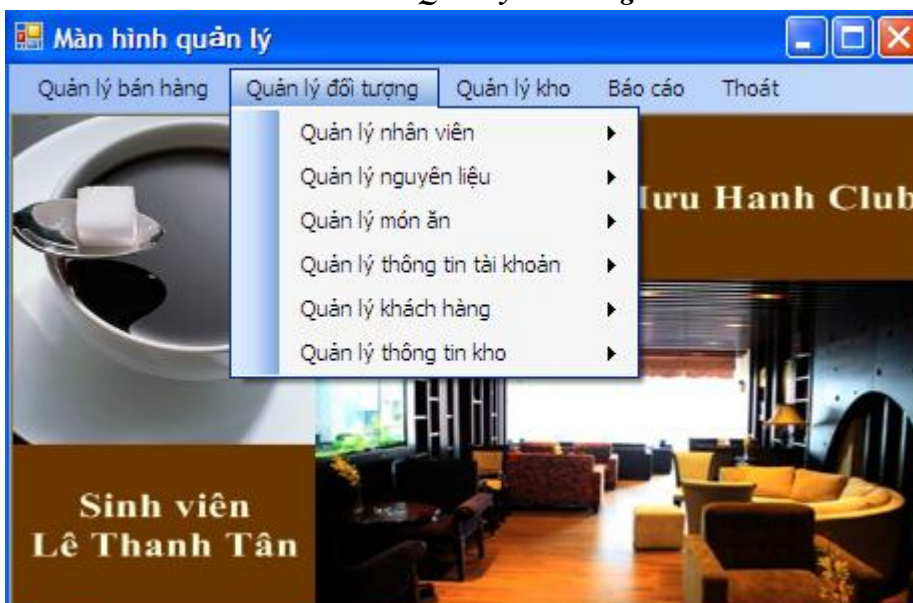 Màn hình quản lý
Quản lý bán hàng Quản lý đối tượng Quản lý kho Báo cáo Thoát
Quản lý nhân viên
Quản lý nguyên liệu
Quản lý món ăn
Quản lý thông tin tài khoản
Quản lý khách hàng
Quản lý thông tin kho
Hanh Club
Sinh viên
Lê Thanh Tân